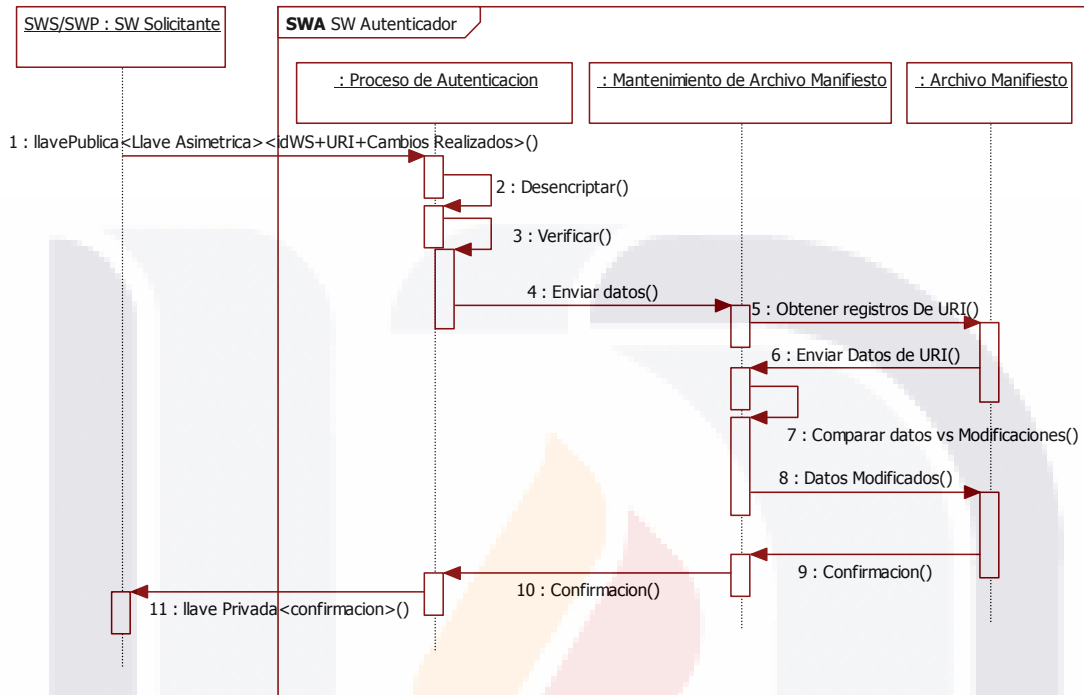 SWS/SWP : SW Solicitante
SWA SW Autenticador
: Proceso de Autenticacion
: Mantenimiento de Archivo Manifiesto
: Archivo Manifiesto
1 : llavePublica<Llave Asimetrica><idWS+URI+Cambios Realizados>()
2 : Desencriptar()
3 : Verificar()
4 : Enviar datos()
5 : Obtener registros De URI()
6 : Enviar Datos de URI()
7 : Comparar datos vs Modificaciones()
8 : Datos Modificados()
9 : Confirmacion()
10 : Confirmacion()
11 : llave Privada<confirmacion>()